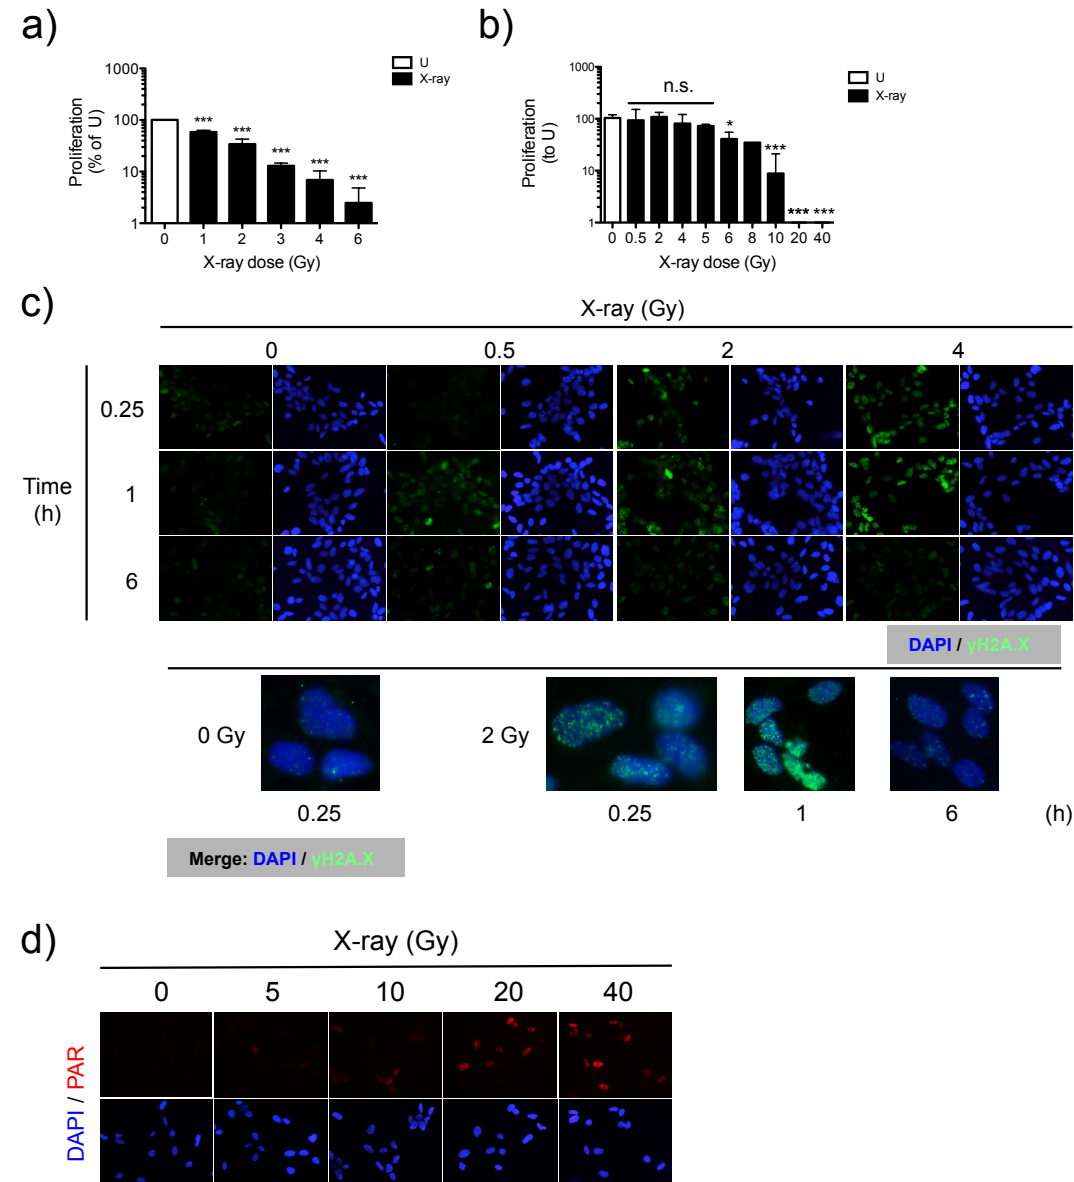 a)
1000
100
10
1
Proliferation
(% of U)
U
X-ray
***
***
***
***
***
0 1 2 3 4 6
X-ray dose (Gy)
b)
1000
100
10
1
Proliferation
(to U)
U
X-ray
n.s.
*
***
*** ***
0 0.5 2 4 5 6 8 10 20 40
X-ray dose (Gy)
c)
X-ray (Gy)
0 0.5 2 4
Time
(h)
0.25
1
6
DAPI / γH2A.X
0 Gy
2 Gy
0.25 0.25 1 6 (h)
Merge: DAPI / γH2A.X
d)
X-ray (Gy)
0 5 10 20 40
DAPI / PAR